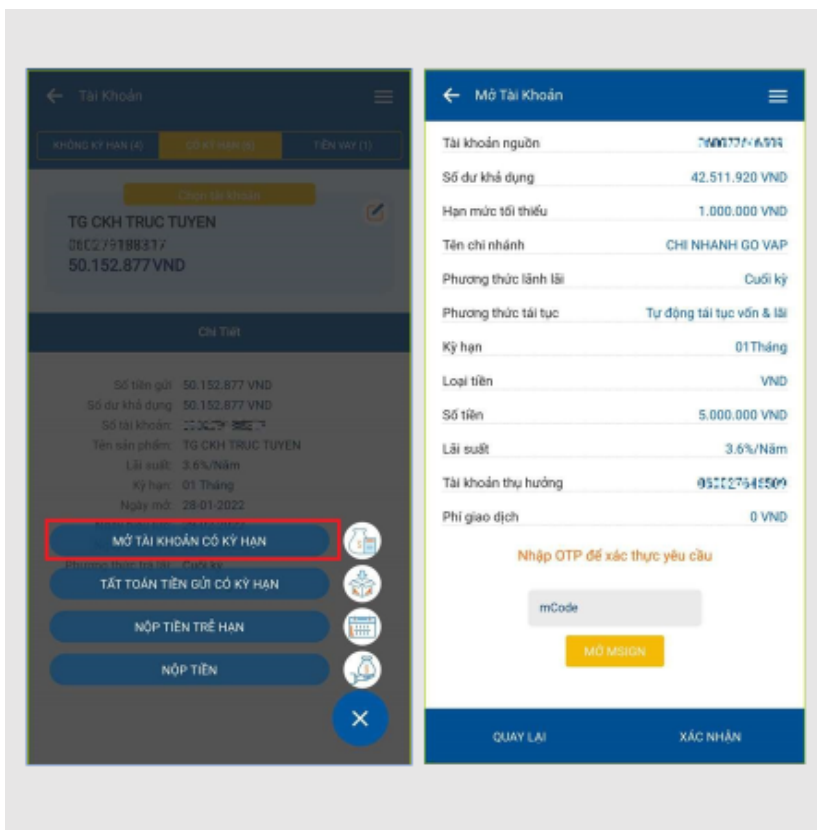 Tài Khoản
KHÔNG KỲ HẠN (4) CÓ KỲ HẠN (6) TIỀN VAY (1)
Chọn tài khoản
TG CKH TRUC TUYEN
50.152.877 VND
Chi Tiết
Số tiền gửi 50.152.877 VND
Số dư khả dụng 50.152.877 VND
Số tài khoản:
Tên sản phẩm: TG CKH TRUC TUYEN
Lãi suất: 3.6%/Năm
Kỳ hạn: 01 Tháng
Ngày mở: 28-01-2022
MỞ TÀI KHOẢN CÓ KỲ HẠN
Phương thức trả lãi Cuối kỳ
TẤT TOÁN TIỀN GỬI CÓ KỲ HẠN
NỘP TIỀN TRẺ HẠN
NỘP TIỀN
Mở Tài Khoản
Tài khoản nguồn
Số dư khả dụng 42.511.920 VND
Hạn mức tối thiểu 1.000.000 VND
Tên chi nhánh CHI NHANH GO VAP
Phương thức lãnh lãi Cuối kỳ
Phương thức tái tục Tự động tái tục vốn & lãi
Kỳ hạn 01Tháng
Loại tiền VND
Số tiền 5.000.000 VND
Lãi suất 3.6%/Năm
Tài khoản thụ hưởng
Phí giao dịch 0 VND
Nhập OTP để xác thực yêu cầu
mCode
MỞ MSIGN
QUAY LẠI XÁC NHẬN